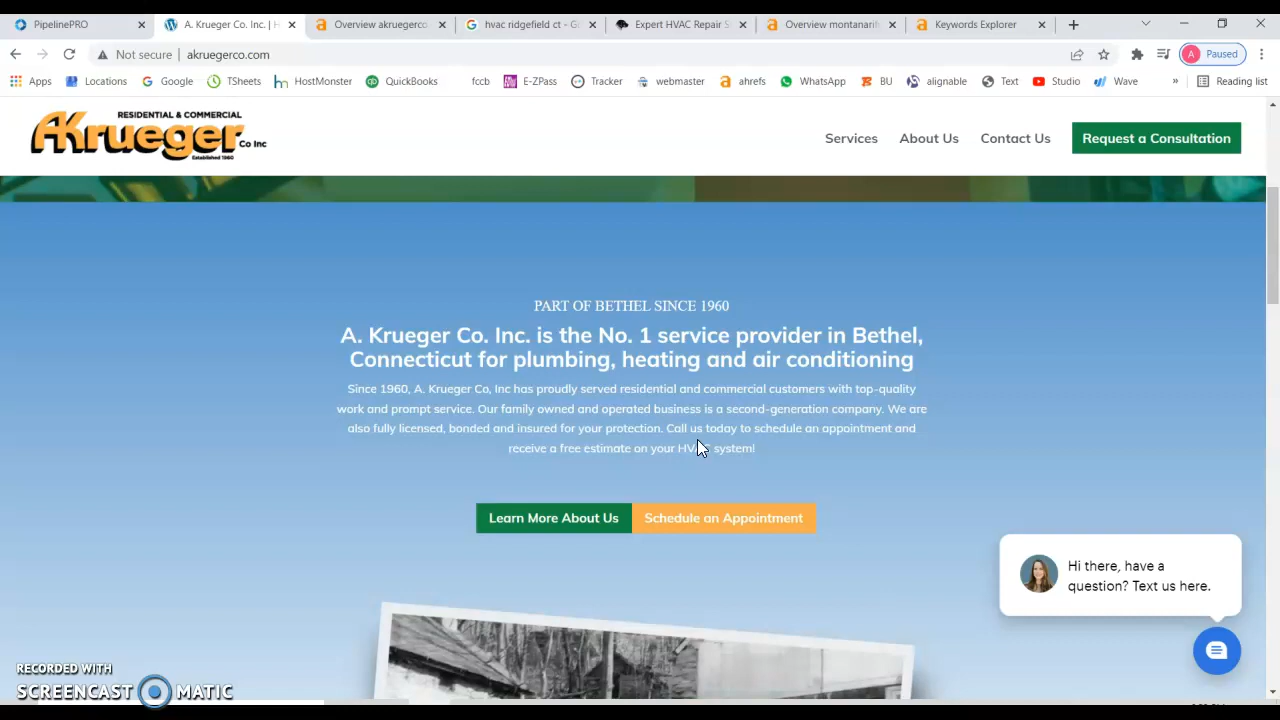 PipelinePRO
A. Krueger Co. Inc. | H
Overview akruegerco
hvac ridgefield ct - G
Expert HVAC Repair S
Overview montanarif
Keywords Explorer
Not secure | akruegerco.com
A
Paused
Apps
Locations
Google
TSheets
HostMonster
QuickBooks
fccb
E-ZPass
Tracker
webmaster
ahrefs
WhatsApp
BU
alignable
Text
Studio
Wave
»
Reading list
RESIDENTIAL & COMMERCIAL
AKrueger Co Inc
Established 1960
Services
About Us
Contact Us
Request a Consultation
PART OF BETHEL SINCE 1960
A. Krueger Co. Inc. is the No. 1 service provider in Bethel,
Connecticut for plumbing, heating and air conditioning
Since 1960, A. Krueger Co, Inc has proudly served residential and commercial customers with top-quality
work and prompt service. Our family owned and operated business is a second-generation company. We are
also fully licensed, bonded and insured for your protection. Call us today to schedule an appointment and
receive a free estimate on your system!
Learn More About Us
Schedule an Appointment
Hi there, have a
question? Text us here.
RECORDED WITH
SCREENCAST MATIC